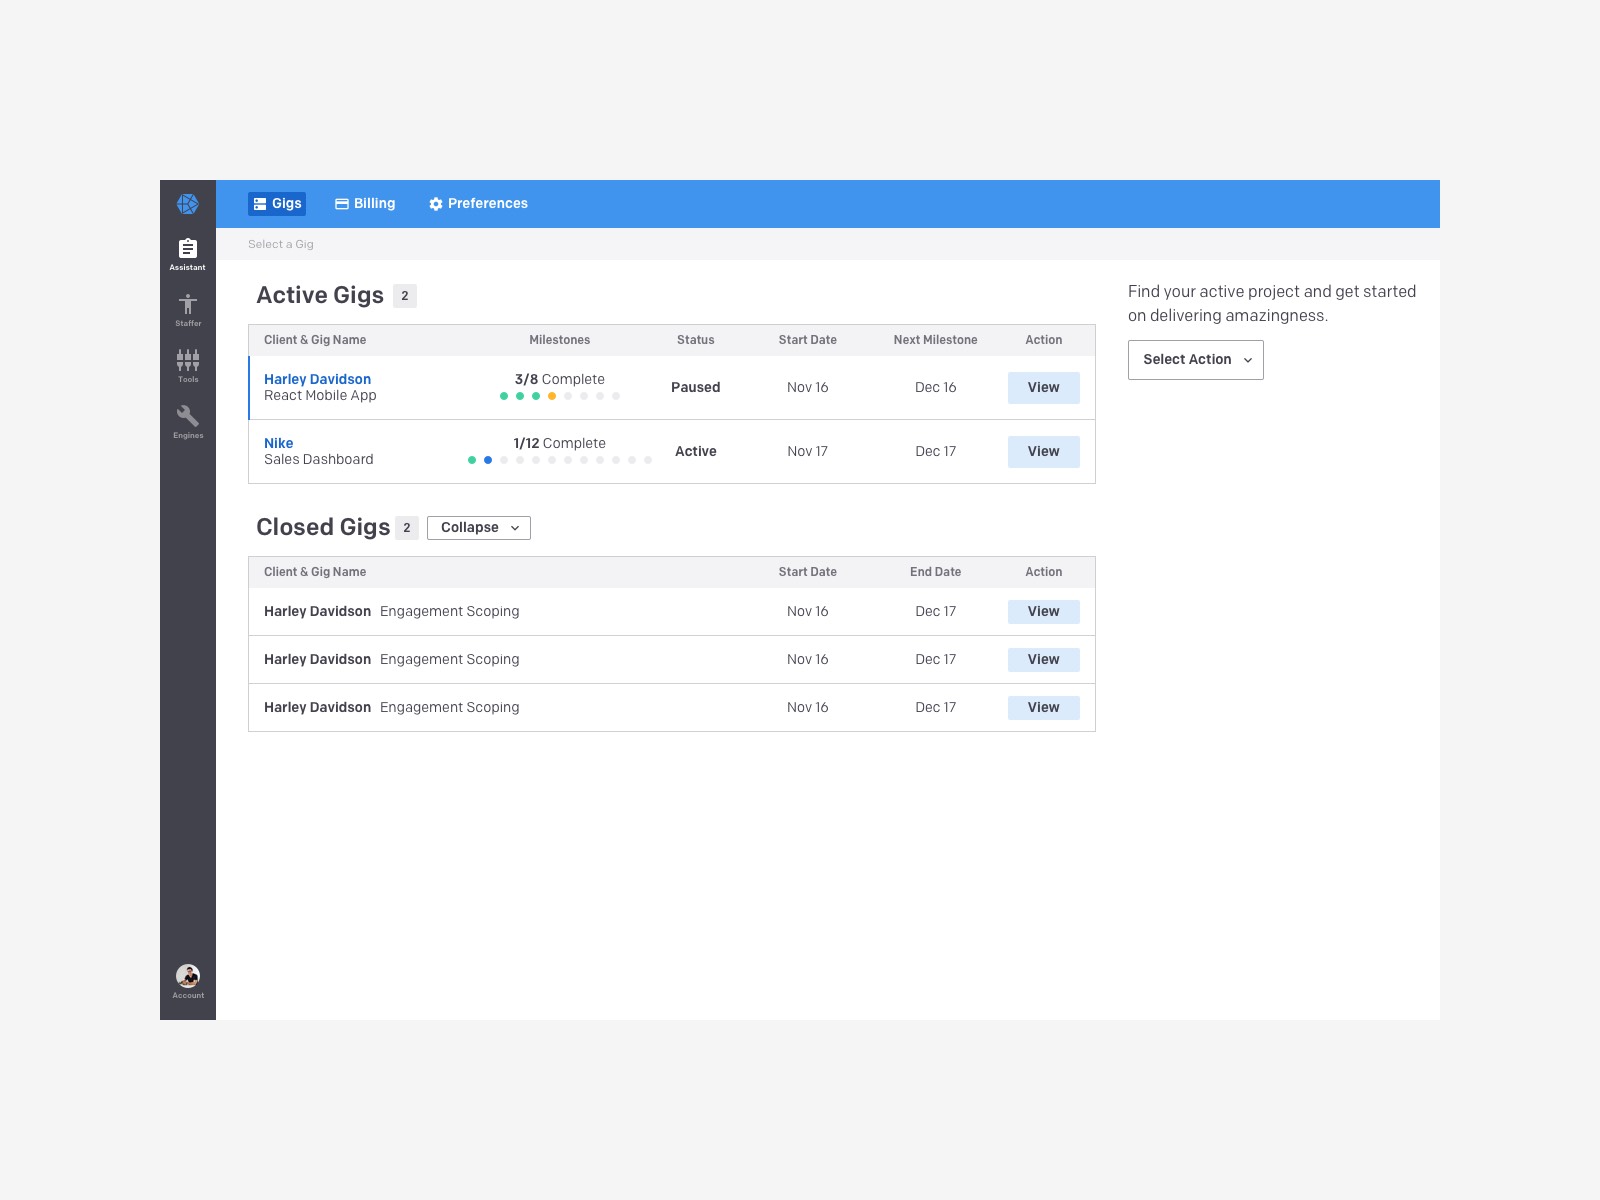 Gigs Billing Preferences
Select a Gig
Assistant
Staffer
Tools
Engines
Account
Active Gigs 2
Client & Gig Name Milestones Status Start Date Next Milestone Action
Harley Davidson 3/8 Complete Paused Nov 16 Dec 16 View
React Mobile App
Nike 1/12 Complete Active Nov 17 Dec 17 View
Sales Dashboard
Closed Gigs 2 Collapse
Client & Gig Name Start Date End Date Action
Harley Davidson Engagement Scoping Nov 16 Dec 17 View
Harley Davidson Engagement Scoping Nov 16 Dec 17 View
Harley Davidson Engagement Scoping Nov 16 Dec 17 View
Find your active project and get started
on delivering amazingness.
Select Action